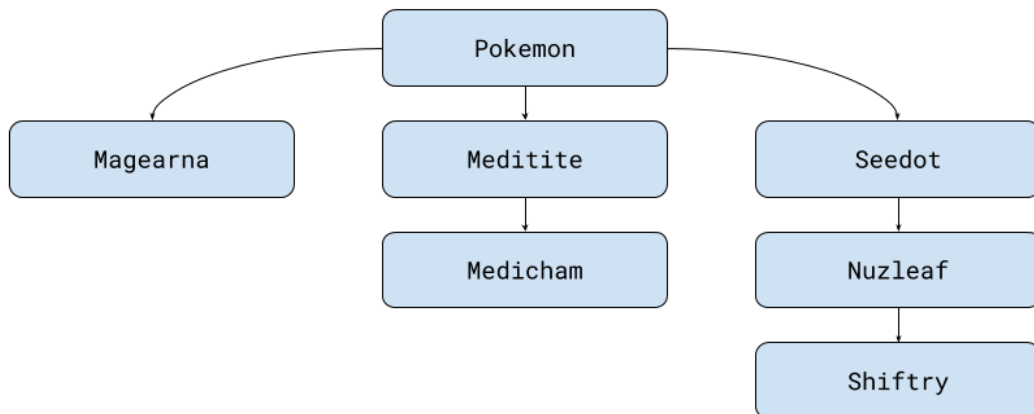 Pokemon
Magearna
Meditite
Seedot
Medicham
Nuzleaf
Shiftry